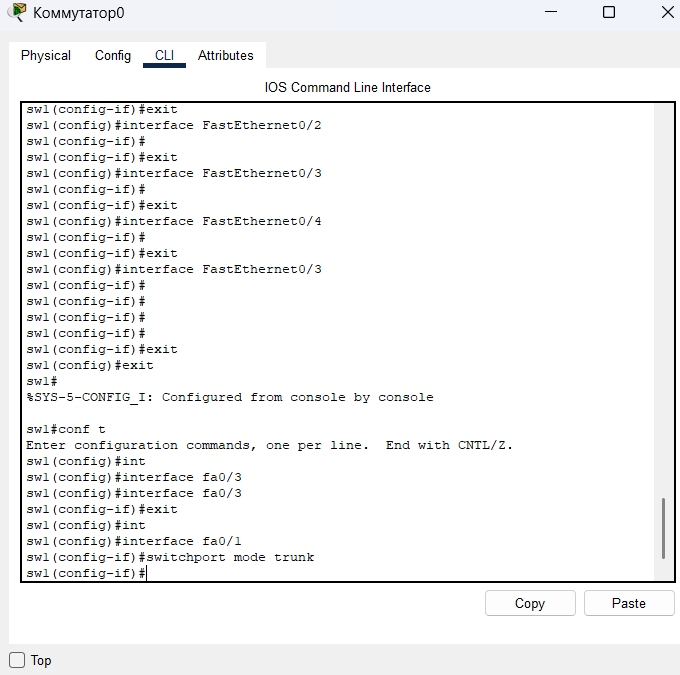 Коммутатор0
Physical Config CLI Attributes
IOS Command Line Interface
sw1(config-if)#exit
sw1(config)#interface FastEthernet0/2
sw1(config-if)#
sw1(config-if)#exit
sw1(config)#interface FastEthernet0/3
sw1(config-if)#
sw1(config-if)#exit
sw1(config)#interface FastEthernet0/4
sw1(config-if)#
sw1(config-if)#exit
sw1(config)#interface FastEthernet0/3
sw1(config-if)#
sw1(config-if)#
sw1(config-if)#
sw1(config-if)#
sw1(config-if)#exit
sw1(config)#exit
sw1#
%SYS-5-CONFIG_I: Configured from console by console
sw1#conf t
Enter configuration commands, one per line.  End with CNTL/Z.
sw1(config)#int
sw1(config)#interface fa0/3
sw1(config)#interface fa0/3
sw1(config-if)#exit
sw1(config)#int
sw1(config)#interface fa0/1
sw1(config-if)#switchport mode trunk
sw1(config-if)#
Copy Paste
Top